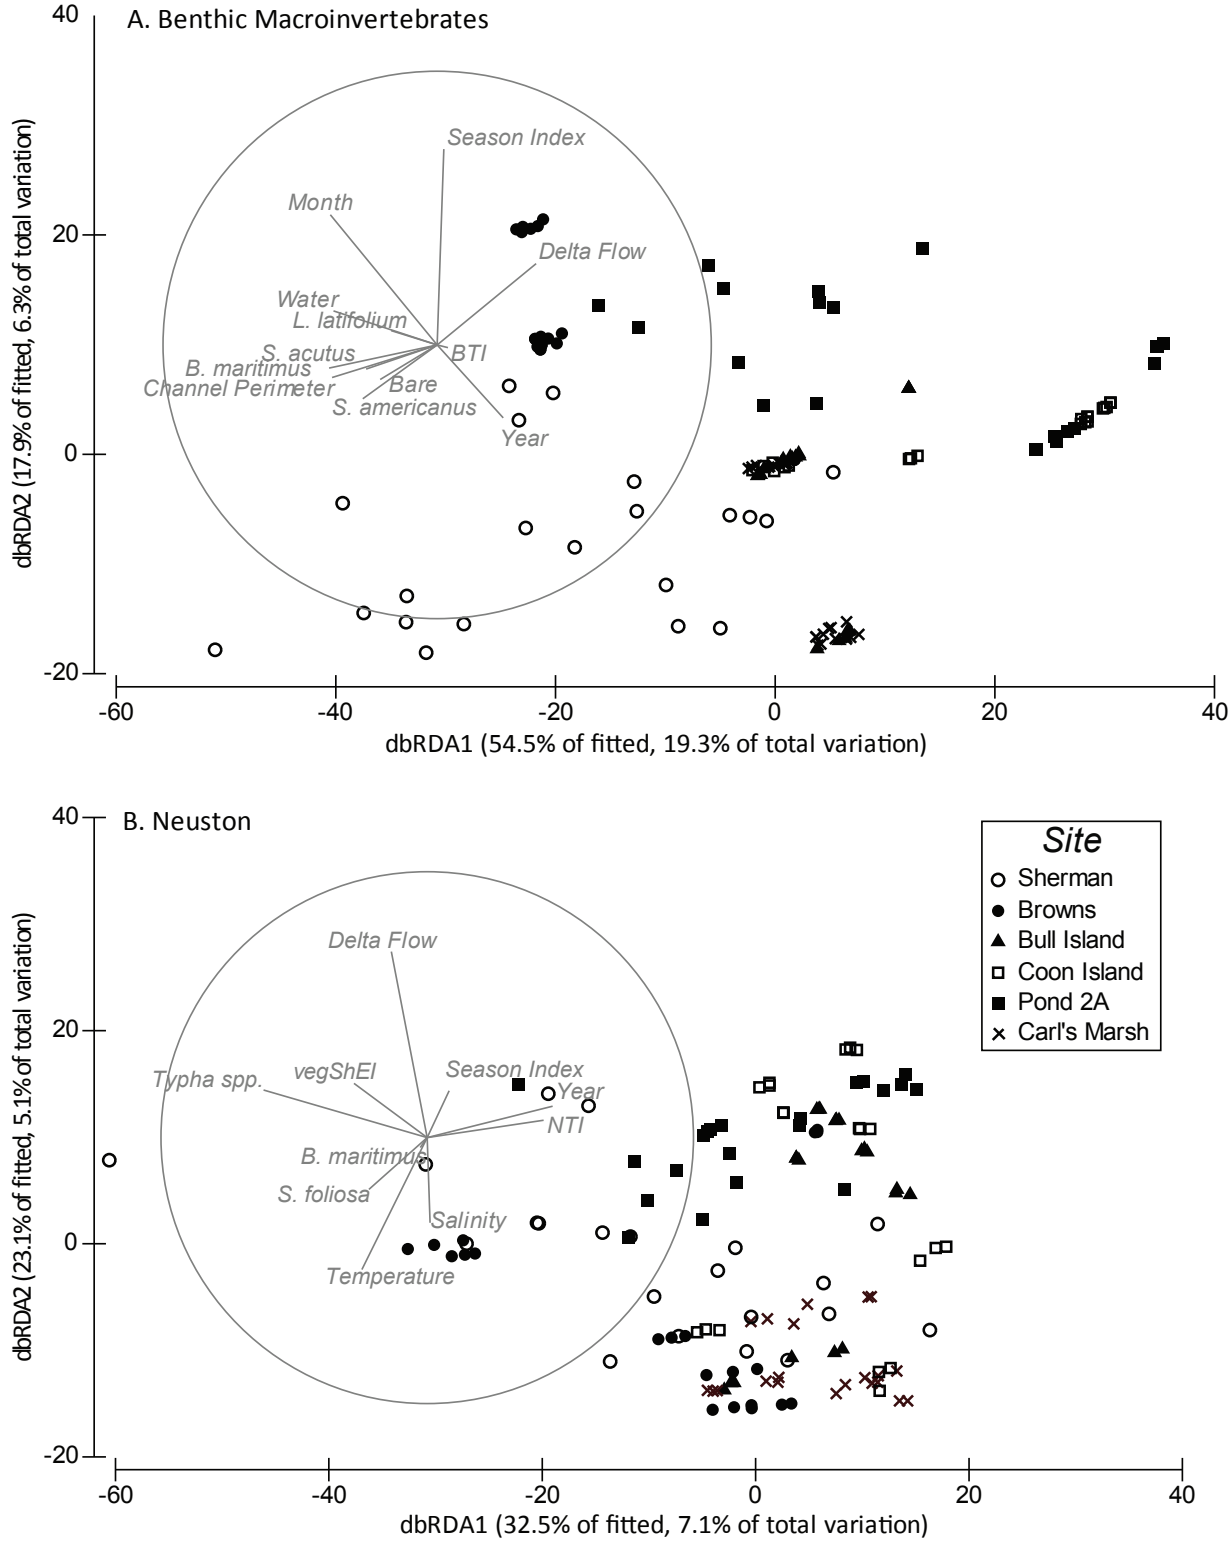 A. Benthic Macroinvertebrates
40
20
0
-20
dbRDA2 (17.9% of fitted, 6.3% of total variation)
Season Index
Month
Delta Flow
Water
L. latifolium
S. acutus
BTI
B. maritimus
Channel Perimeter
Bare
S. americanus
Year
-60
-40
-20
0
20
40
dbRDA1 (54.5% of fitted, 19.3% of total variation)
B. Neuston
40
20
0
-20
dbRDA2 (23.1% of fitted, 5.1% of total variation)
Site
Sherman
Browns
Bull Island
Coon Island
Pond 2A
Carl's Marsh
Delta Flow
vegShEI
Season Index
Typha spp.
Year
NTI
B. maritimus
S. foliosa
Salinity
Temperature
-60
-40
-20
0
20
40
dbRDA1 (32.5% of fitted, 7.1% of total variation)